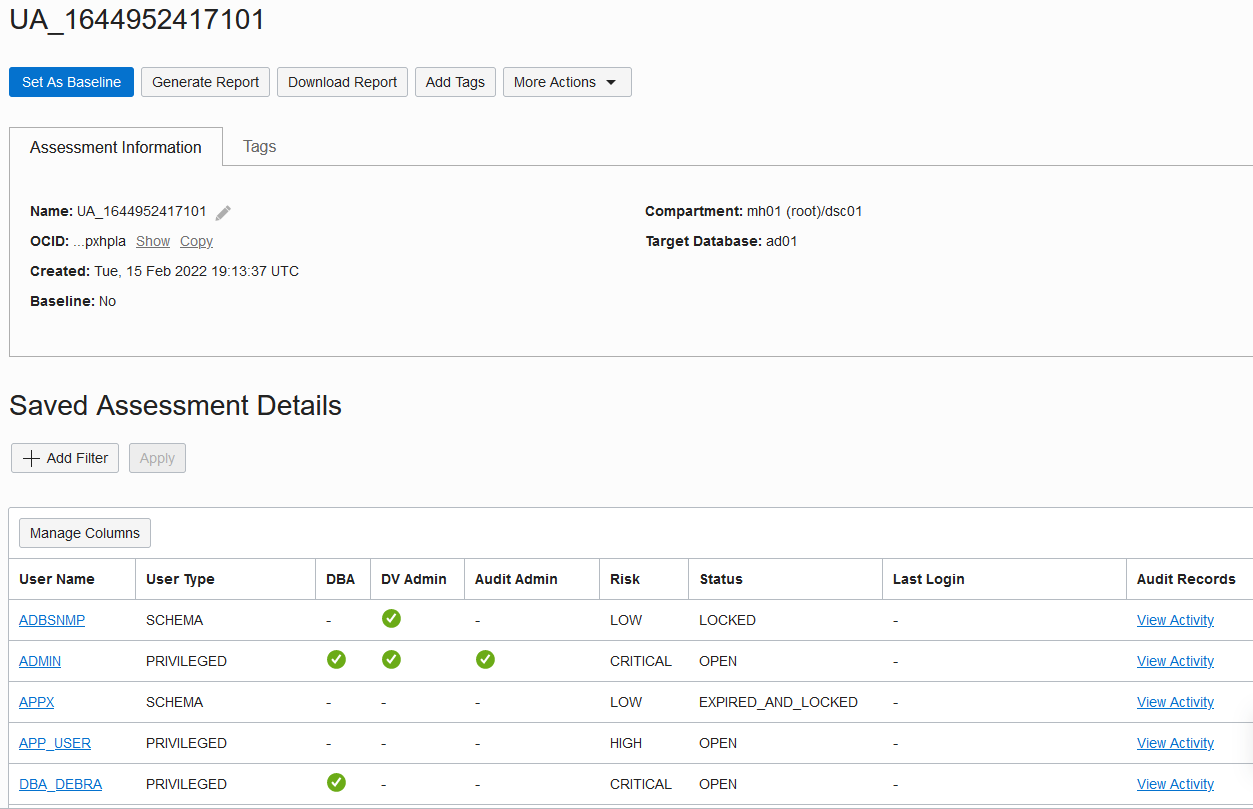 UA_1644952417101
Set As Baseline Generate Report Download Report Add Tags More Actions
Assessment Information Tags
Name: UA_1644952417101 Compartment: mh01 (root)/dsc01
OCID: ...pxhpla Show Copy Target Database: ad01
Created: Tue, 15 Feb 2022 19:13:37 UTC
Baseline: No
Saved Assessment Details
+ Add Filter Apply
Manage Columns
User Name User Type DBA DV Admin Audit Admin Risk Status Last Login Audit Records
ADBSNMP SCHEMA - - LOW LOCKED - View Activity
ADMIN PRIVILEGED CRITICAL OPEN - View Activity
APPX SCHEMA - - - LOW EXPIRED_AND_LOCKED - View Activity
APP_USER PRIVILEGED - - - HIGH OPEN - View Activity
DBA_DEBRA PRIVILEGED - - CRITICAL OPEN - View Activity